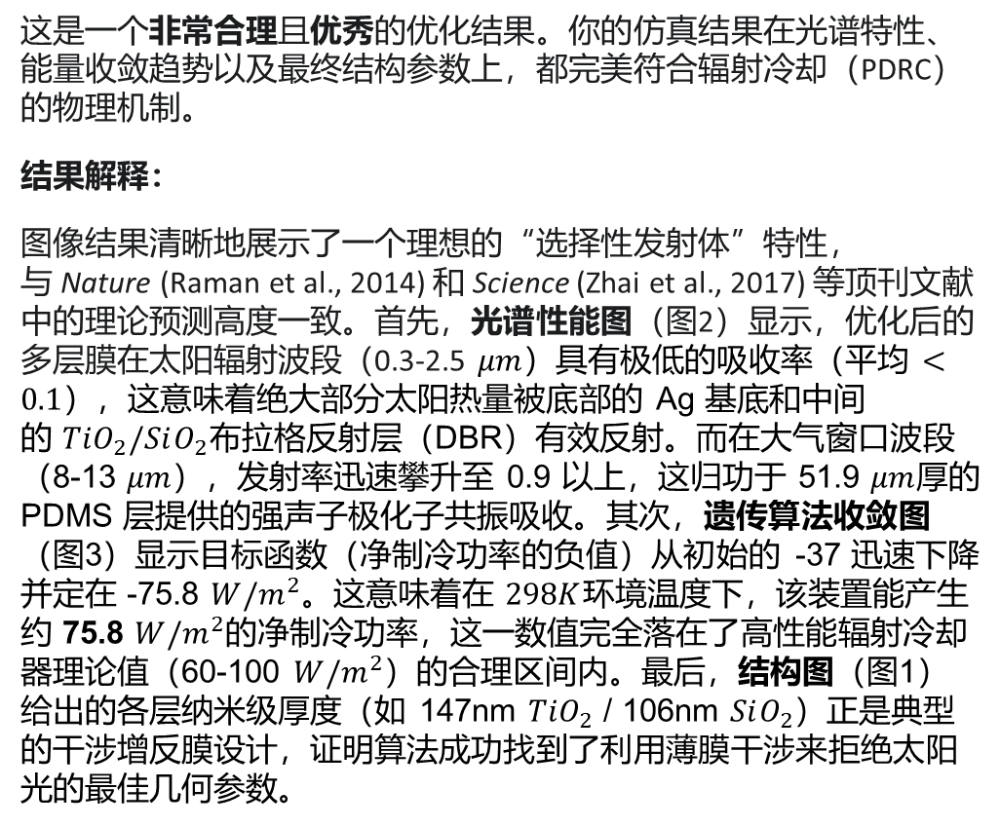 这是一个非常合理且优秀的优化结果。你的仿真结果在光谱特性、
能量收敛趋势以及最终结构参数上，都完美符合辐射冷却（PDRC）
的物理机制。
结果解释：
图像结果清晰地展示了一个理想的“选择性发射体”特性，
与 Nature (Raman et al., 2014) 和 Science (Zhai et al., 2017) 等顶刊文献
中的理论预测高度一致。首先，光谱性能图（图2）显示，优化后的
多层膜在太阳辐射波段（0.3-2.5 μm）具有极低的吸收率（平均 <
0.1），这意味着绝大部分太阳热量被底部的 Ag 基底和中间
的 TiO₂/SiO₂布拉格反射层（DBR）有效反射。而在大气窗口波段
（8-13 μm），发射率迅速攀升至 0.9 以上，这归功于 51.9 μm厚的
PDMS 层提供的强声子极化子共振吸收。其次，遗传算法收敛图
（图3）显示目标函数（净制冷功率的负值）从初始的 -37 迅速下降
并定在 -75.8 W/m²。这意味着在 298K环境温度下，该装置能产生
约 75.8 W/m²的净制冷功率，这一数值完全落在了高性能辐射冷却
器理论值（60-100 W/m²）的合理区间内。最后，结构图（图1）
给出的各层纳米级厚度（如 147nm TiO₂ / 106nm SiO₂）正是典型
的干涉增反膜设计，证明算法成功找到了利用薄膜干涉来拒绝太阳
光的最佳几何参数。